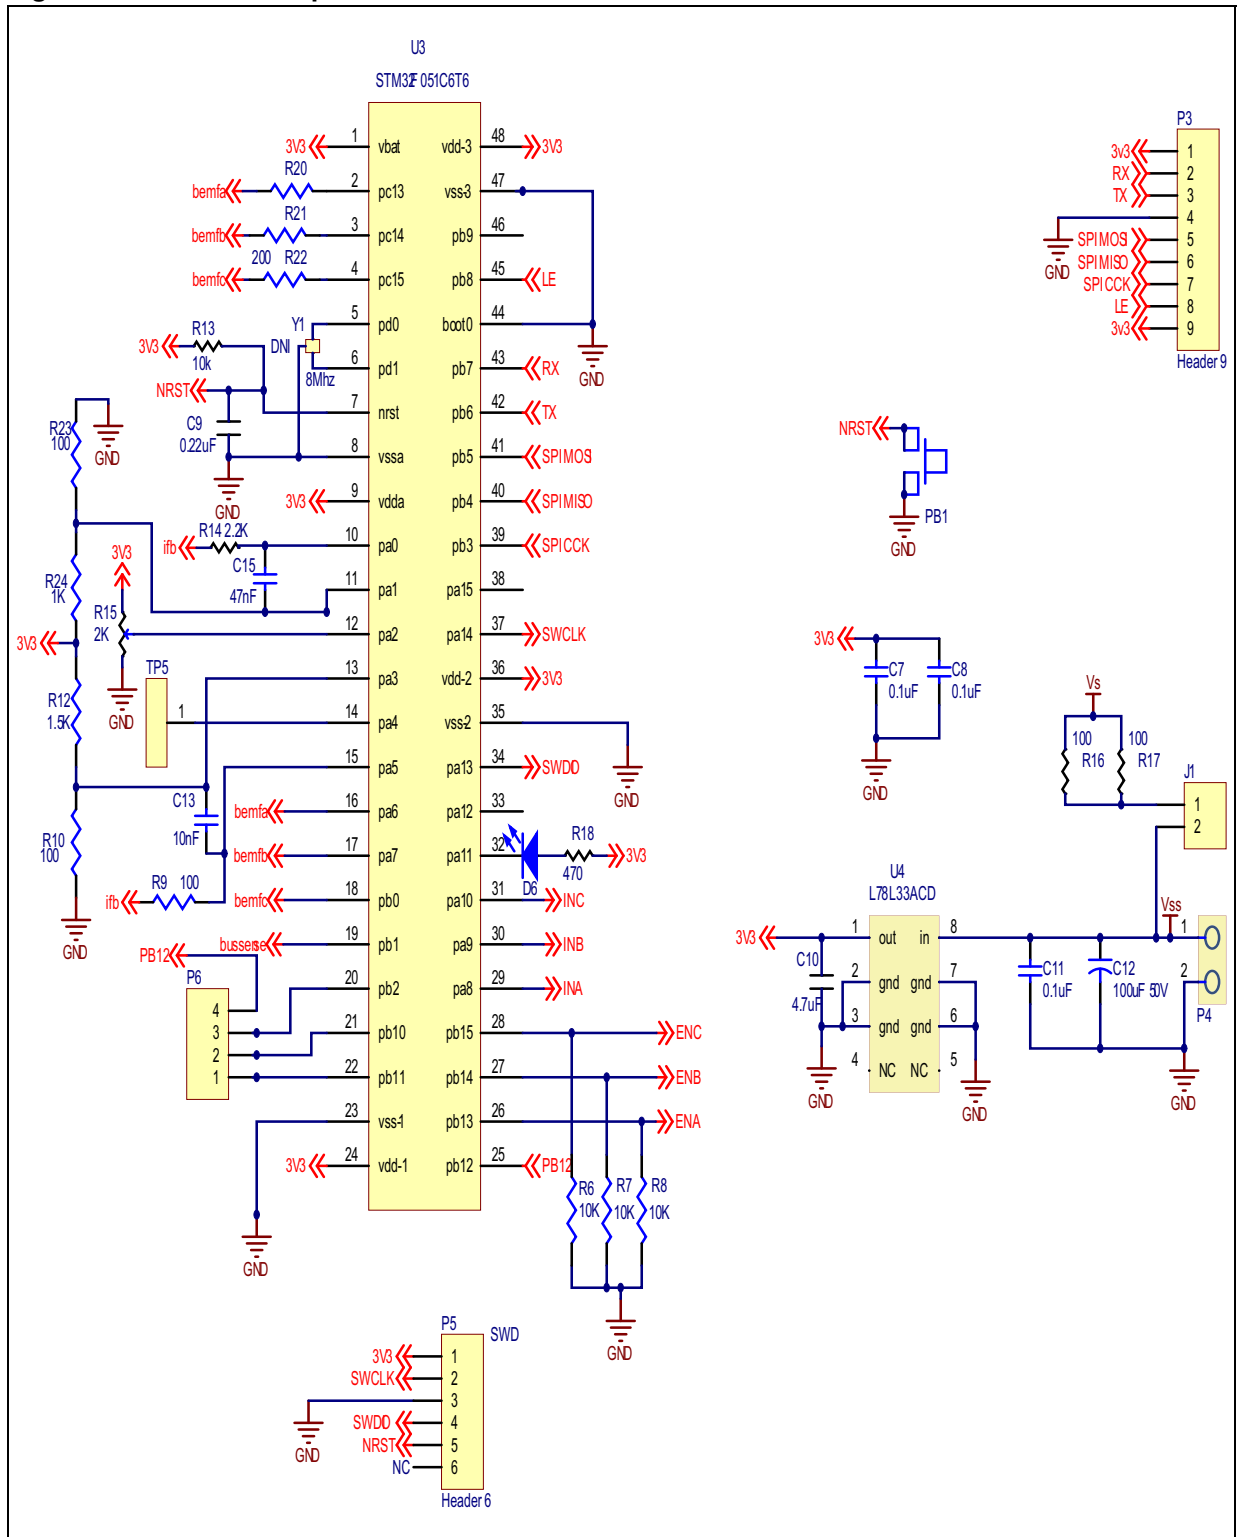 U3
STM32F051C6T6
3V3 1 vbat vdd-3 48 3V3
R20
bemfa 2 pc13 vss-3 47
R21
bemfb 3 pc14 pb9 46
200 R22
bemfc 4 pc15 pb8 45 LE
Y1 5 pd0 boot0 44
R13 DNI
3V3 10k 8Mhz 6 pd1 pb7 43 RX
GND
NRST 7 nrst pb6 42 TX
C9
0.22uF 8 vssa pb5 41 SPIMOSI
R23
100
GND
GND
3V3 9 vdda pb4 40 SPIMISO
ifb R14 2.2K 10 pa0 pb3 39 SPICCK
C15
47nF 11 pa1 pa15 38
3V3
R24
1K
R15
2K 12 pa2 pa14 37 SWCLK
3V3
TP5 13 pa3 vdd-2 36 3V3
R12
1.5K
GND
1 14 pa4 vss-2 35
15 pa5 pa13 34 SWDIO
GND
C13
10nF
bemfa 16 pa6 pa12 33
R10
100
bemfb 17 pa7 pa11 32 R18 3V3
470
D6
R9 100
ifb bemfc 18 pb0 pa10 31 INC
GND
bussense 19 pb1 pa9 30 INB
PB12
P6
20 pb2 pa8 29 INA
4
3
2
1
21 pb10 pb15 28 ENC
22 pb11 pb14 27 ENB
23 vss-1 pb13 26 ENA
3V3 24 vdd-1 pb12 25 PB12
R6 R7 R8
10K 10K 10K
GND
GND
P5
SWD
3V3 1
SWCLK 2
3
SWDIO 4
GND
NRST 5
NC 6
Header 6
P3
3v3 1
RX 2
TX 3
4
SPIMOSI 5
GND
SPIMISO 6
SPICCK 7
LE 8
3v3 9
Header 9
NRST
PB1
GND
3V3
C7 C8
0.1uF 0.1uF
GND
Vs
100 100
R16 R17
J1
1
2
U4
L78L33ACD
Vss
3V3 1 out in 8 1
C10
4.7uF
2 gnd gnd 7
C11
0.1uF
C12
100uF 50V
2
P4
3 gnd gnd 6
4 NC NC 5
GND GND GND